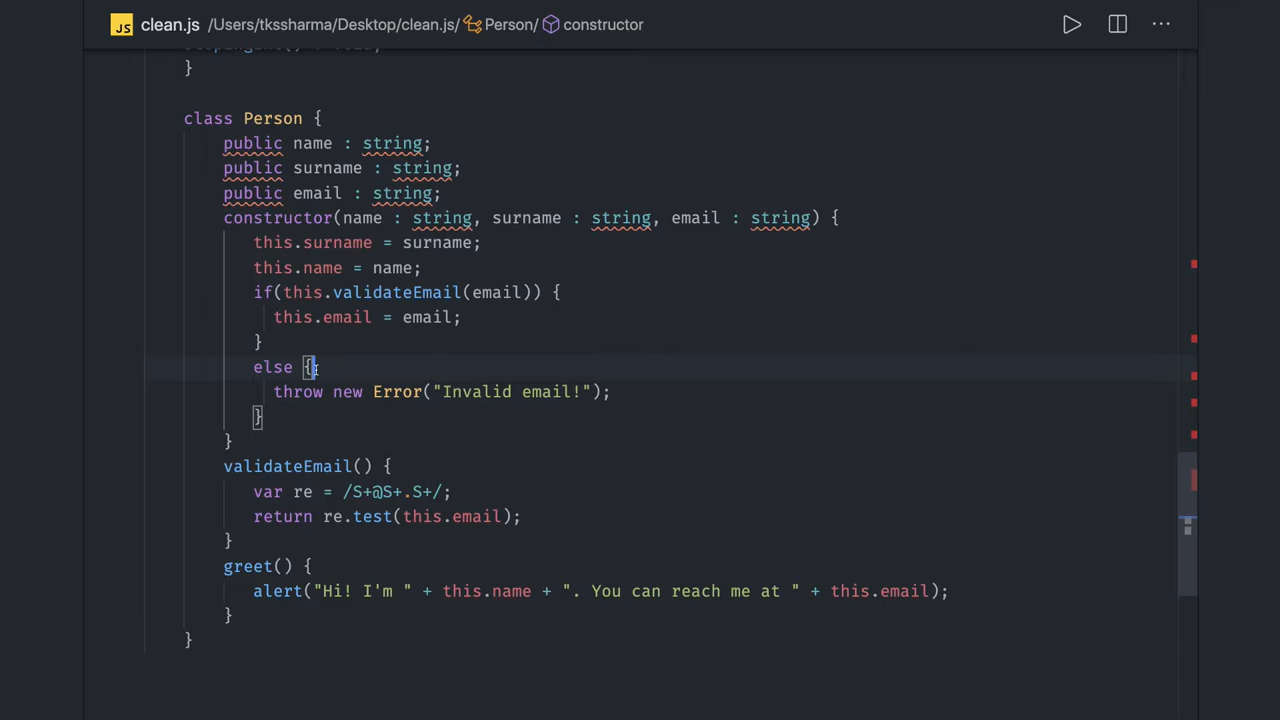 JS clean.js /Users/tkssharma/Desktop/clean.js/ Person/ constructor
}
class Person {
public name : string;
public surname : string;
public email : string;
constructor(name : string, surname : string, email : string) {
this.surname = surname;
this.name = name;
if(this.validateEmail(email)) {
this.email = email;
}
else {
throw new Error("Invalid email!");
}
}
validateEmail() {
var re = /S+@S+.S+/;
return re.test(this.email);
}
greet() {
alert("Hi! I'm " + this.name + ". You can reach me at " + this.email);
}
}